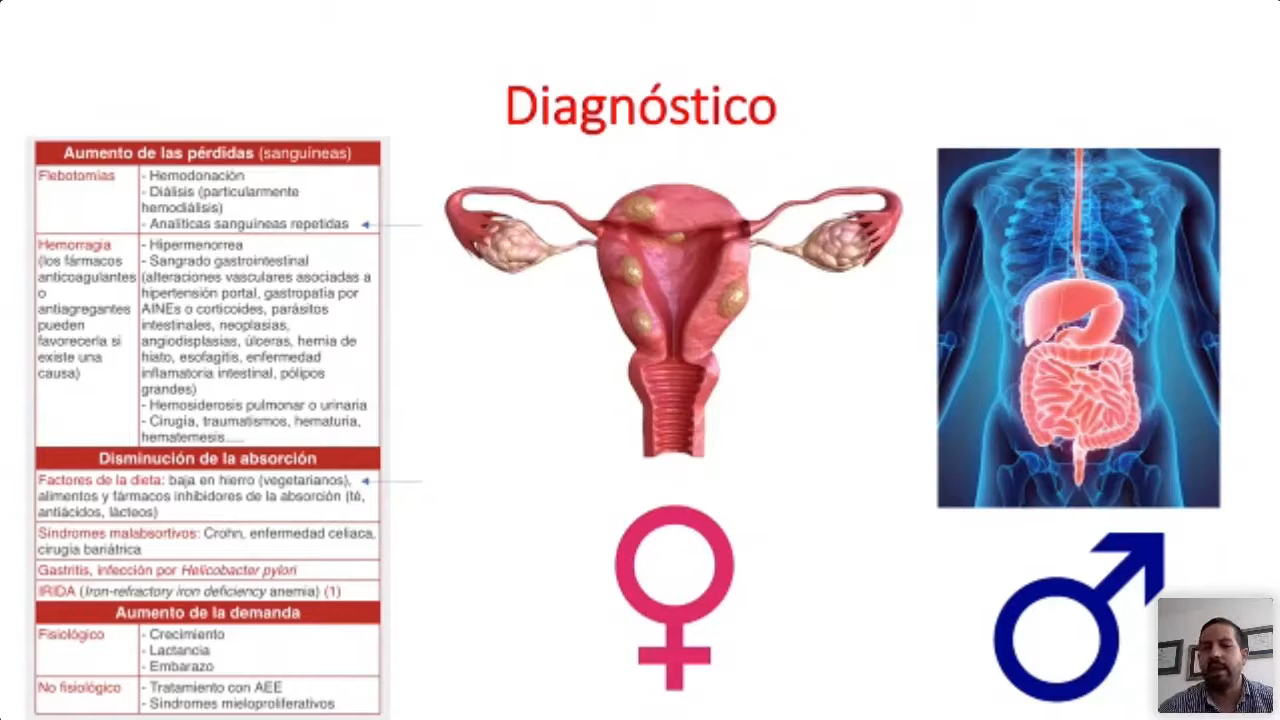 Diagnóstico
Aumento de las pérdidas (sanguíneas)
Flebotomías
- Hemodonación
- Diálisis (particularmente
hemodiálisis)
- Analíticas sanguíneas repetidas
Hemorragia
(los fármacos
anticoagulantes
o
antiagregantes
pueden
favorecerla si
existe una
causa)
- Hipermenorrea
- Sangrado gastrointestinal
(alteraciones vasculares asociadas a
hipertensión portal, gastropatía por
AINEs o corticoides, parásitos
intestinales, neoplasias,
angiodisplasias, úlceras, hernia de
hiato, esofagitis, enfermedad
inflamatoria intestinal, pólipos
grandes)
- Hemosiderosis pulmonar o urinaria
- Cirugía, traumatismos, hematuria,
hematemesis.....
Disminución de la absorción
Factores de la dieta: baja en hierro (vegetarianos),
alimentos y fármacos inhibidores de la absorción (té,
antiácidos, lácteos)
Síndromes malabsortivos: Crohn, enfermedad celiaca,
cirugía bariátrica
Gastritis, infección por Helicobacter pylori
IRIDA (Iron-refractory iron deficiency anemia) (1)
Aumento de la demanda
Fisiológico
- Crecimiento
- Lactancia
- Embarazo
No fisiológico
- Tratamiento con AEE
- Síndromes mieloproliferativos